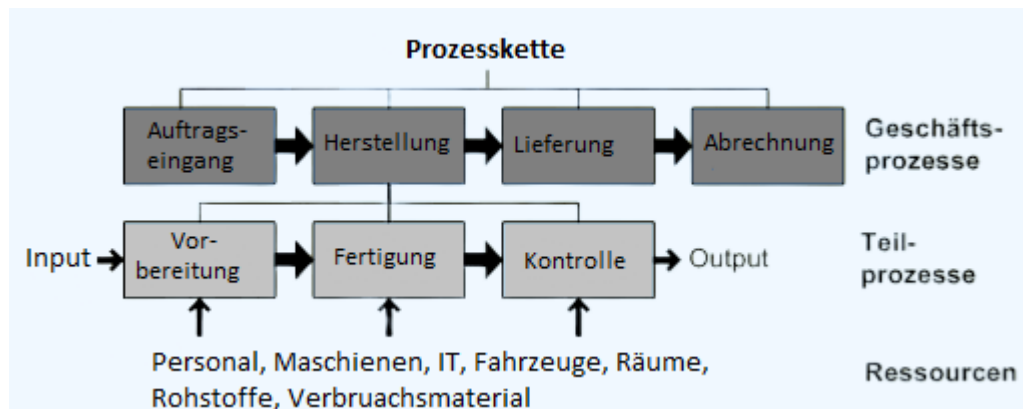 Prozesskette
Auftrags-
eingang
Herstellung
Lieferung
Abrechnung
Geschäfts-
prozesse
Input
Vor-
bereitung
Fertigung
Kontrolle
Output
Teil-
prozesse
Personal, Maschienen, IT, Fahrzeuge, Räume,
Rohstoffe, Verbruachsmaterial
Ressourcen